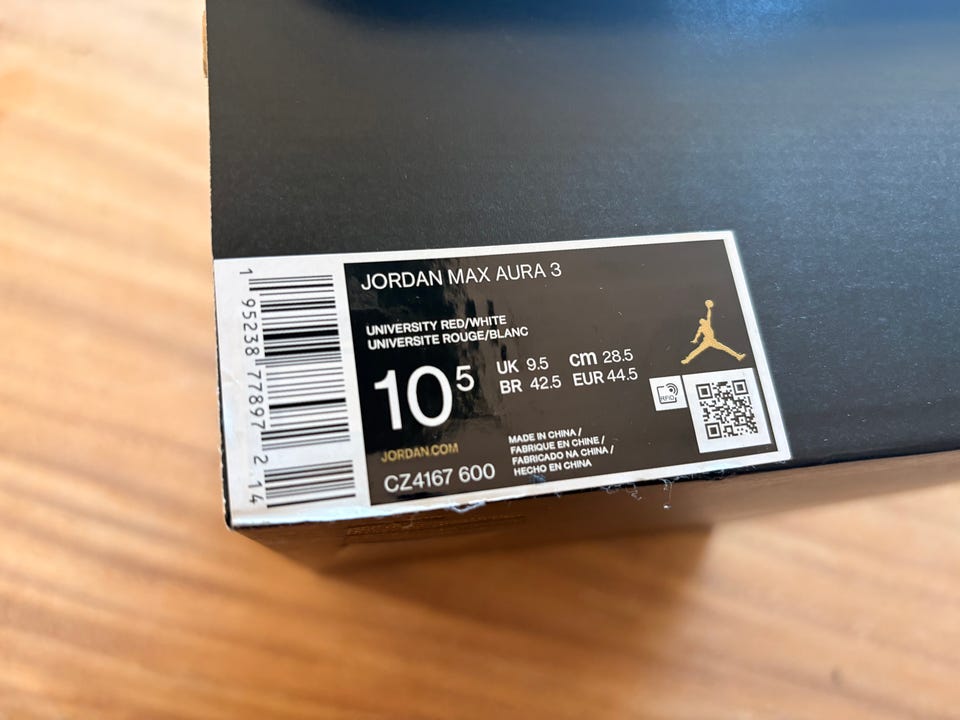 JORDAN MAX AURA 3
UNIVERSITY RED/WHITE
UNIVERSITE ROUGE/BLANC
10⁵
UK 9.5 cm 28.5
BR 42.5 EUR 44.5
JORDAN.COM
CZ4167 600
MADE IN CHINA /
FABRIQUE EN CHINE /
FABRICADO NA CHINA /
HECHO EN CHINA
RFID
1 95238 77897 2 14